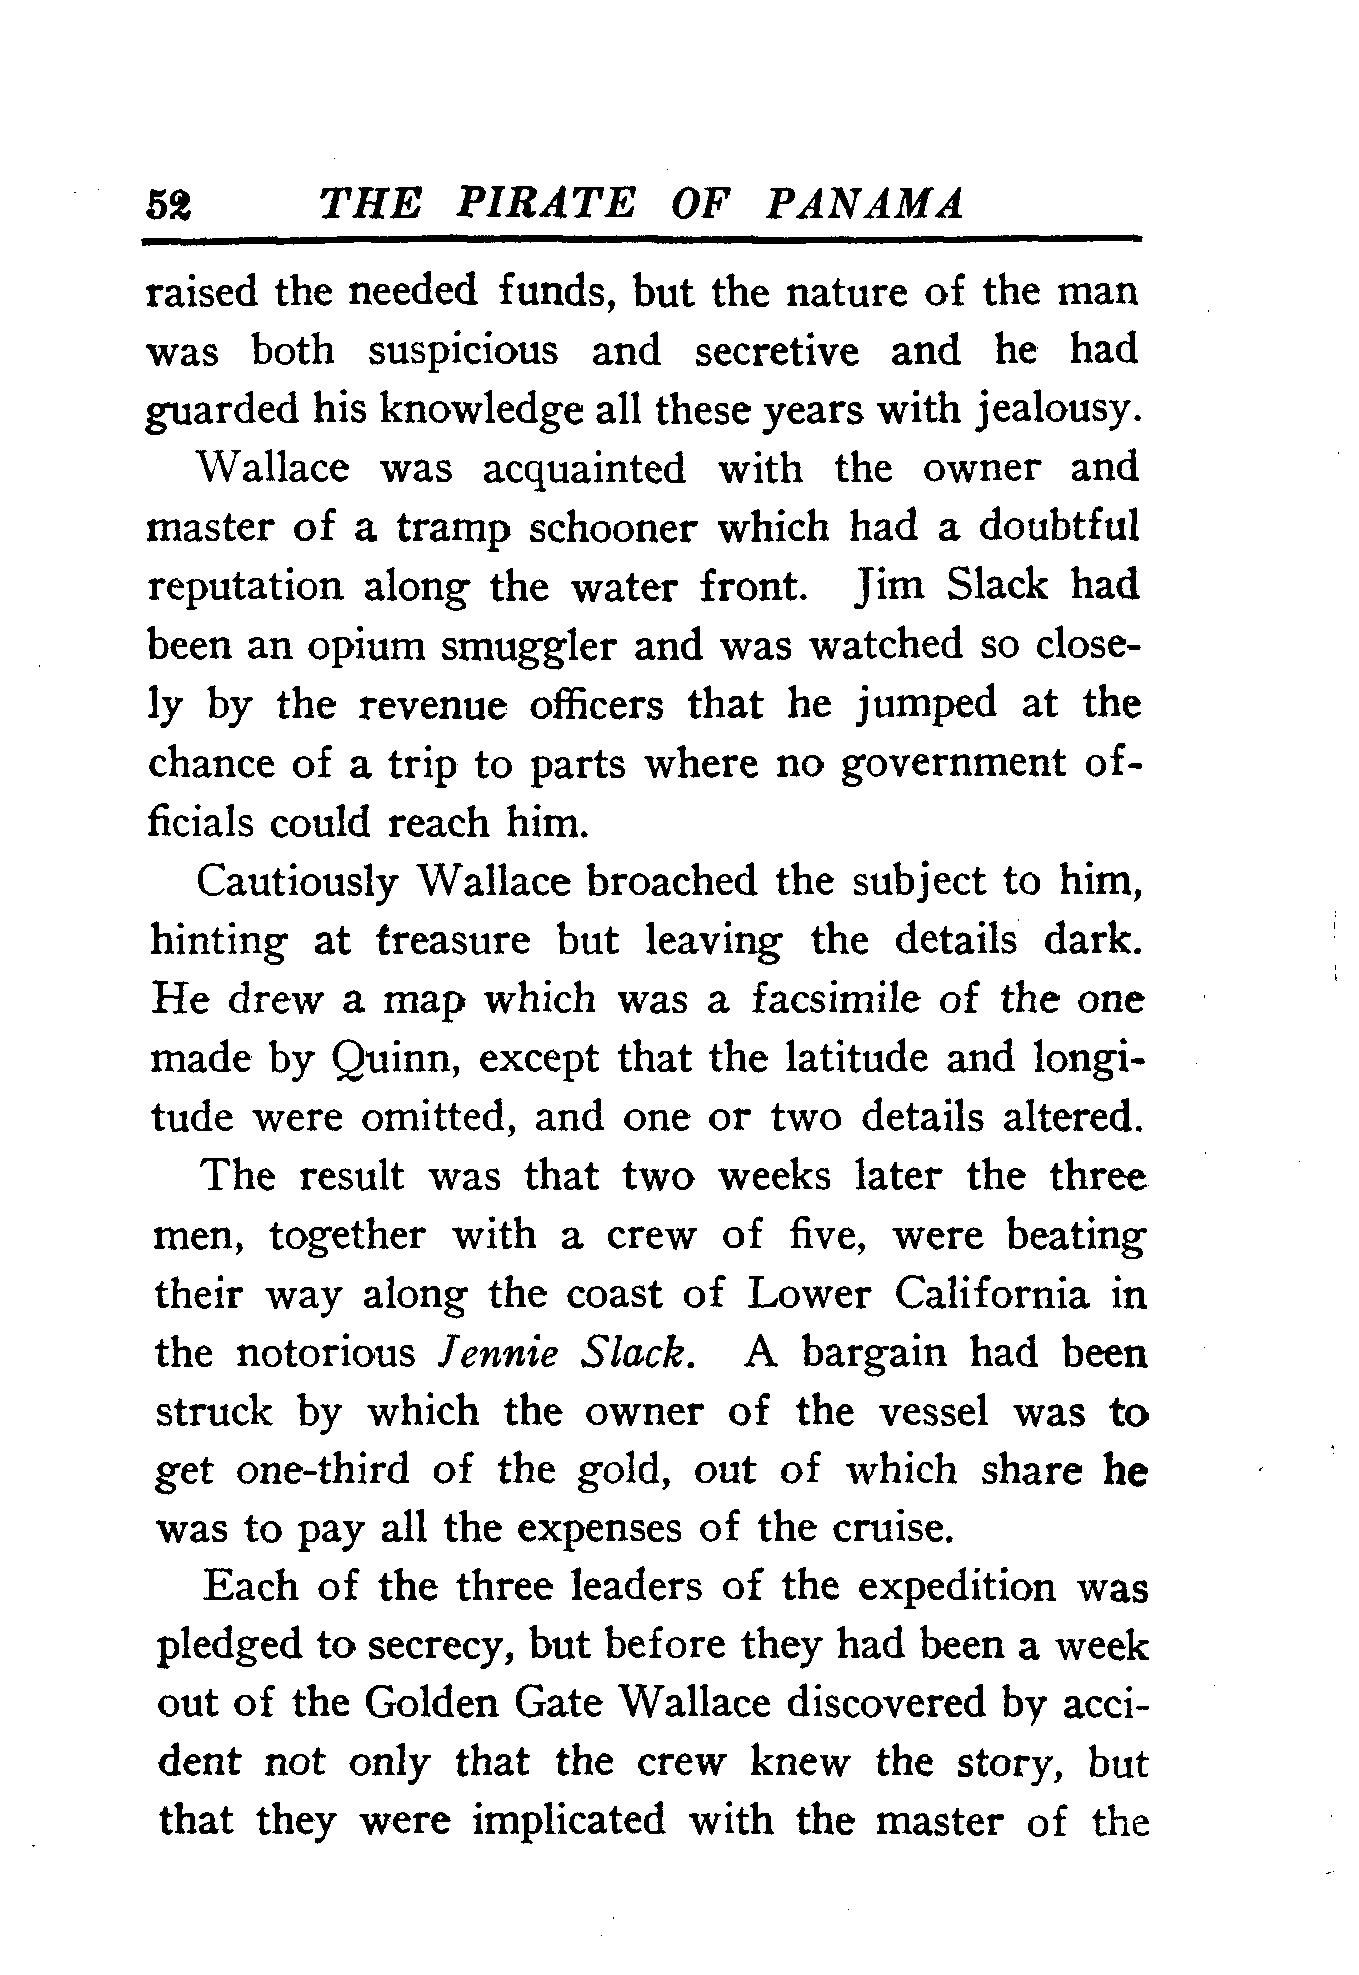 52 THE PIRATE OF PANAMA
raised the needed funds, but the nature of the man
was both suspicious and secretive and he had
guarded his knowledge all these years with jealousy.
Wallace was acquainted with the owner and
master of a tramp schooner which had a doubtful
reputation along the water front. Jim Slack had
been an opium smuggler and was watched so close-
ly by the revenue officers that he jumped at the
chance of a trip to parts where no government of-
ficials could reach him.
Cautiously Wallace broached the subject to him,
hinting at treasure but leaving the details dark.
He drew a map which was a facsimile of the one
made by Quinn, except that the latitude and longi-
tude were omitted, and one or two details altered.
The result was that two weeks later the three
men, together with a crew of five, were beating
their way along the coast of Lower California in
the notorious Jennie Slack. A bargain had been
struck by which the owner of the vessel was to
get one-third of the gold, out of which share he
was to pay all the expenses of the cruise.
Each of the three leaders of the expedition was
pledged to secrecy, but before they had been a week
out of the Golden Gate Wallace discovered by acci-
dent not only that the crew knew the story, but
that they were implicated with the master of the